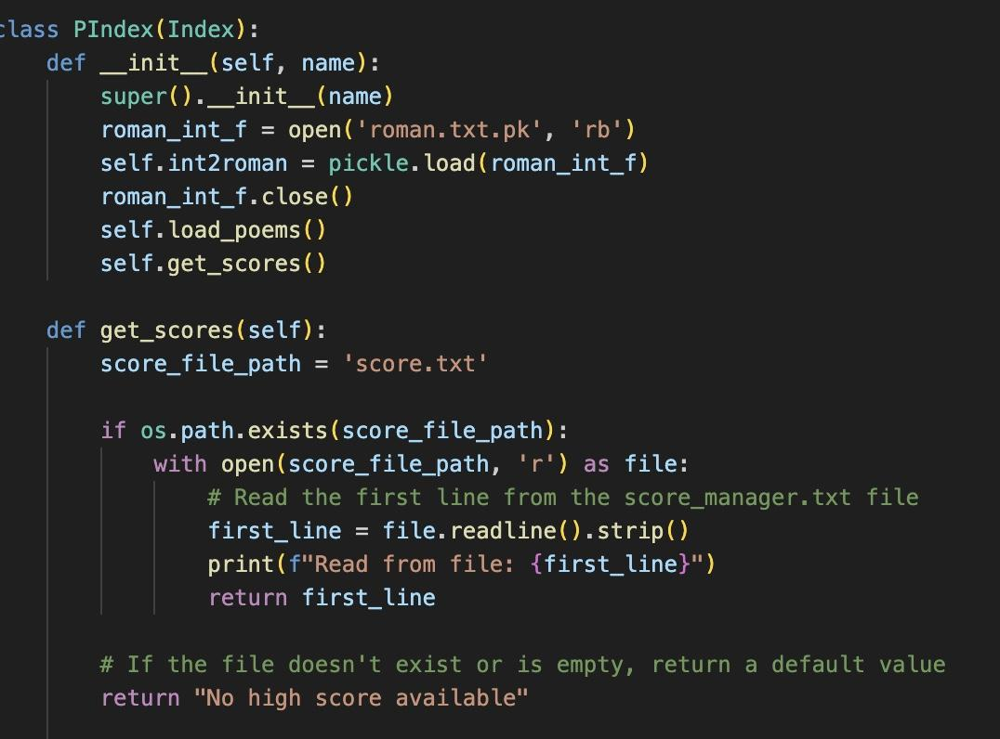 class PIndex(Index):
    def __init__(self, name):
        super().__init__(name)
        roman_int_f = open('roman.txt.pk', 'rb')
        self.int2roman = pickle.load(roman_int_f)
        roman_int_f.close()
        self.load_poems()
        self.get_scores()

    def get_scores(self):
        score_file_path = 'score.txt'

        if os.path.exists(score_file_path):
            with open(score_file_path, 'r') as file:
                # Read the first line from the score_manager.txt file
                first_line = file.readline().strip()
                print(f"Read from file: {first_line}")
                return first_line

        # If the file doesn't exist or is empty, return a default value
        return "No high score available"